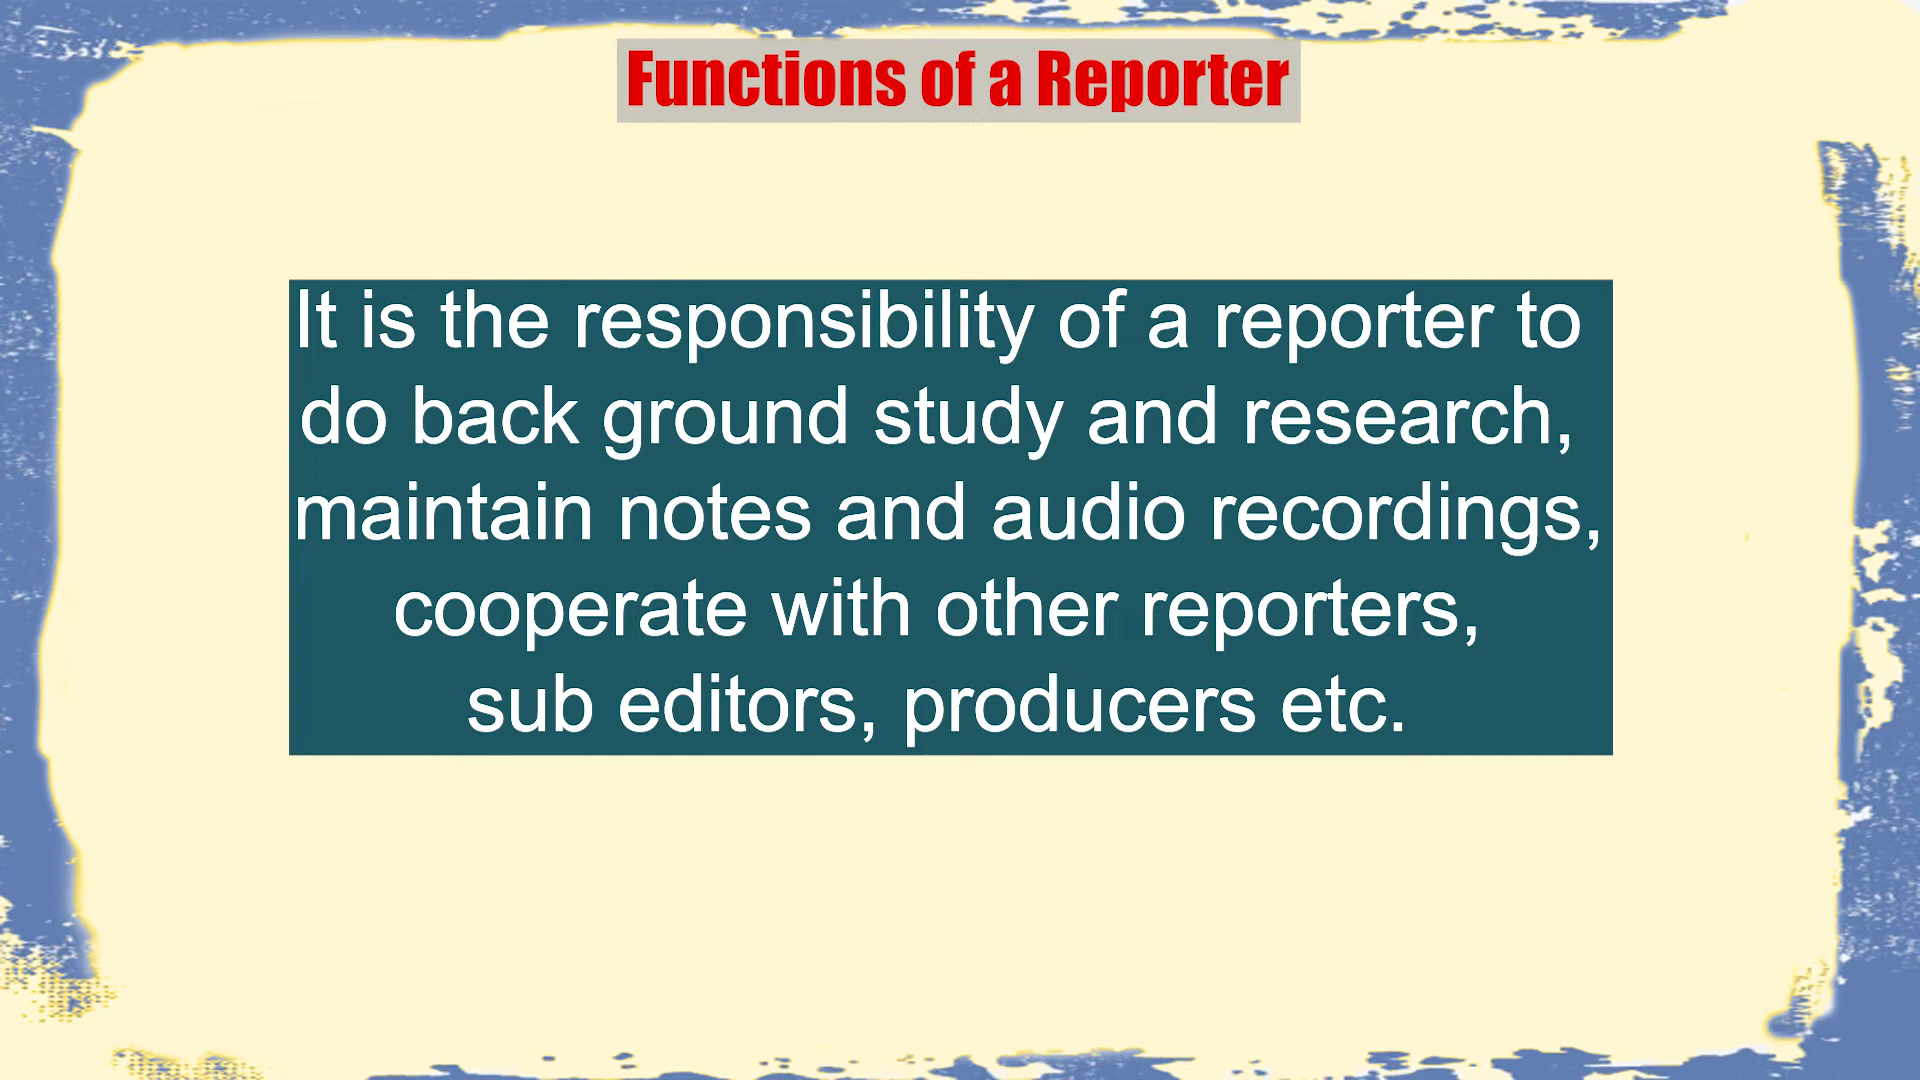 Functions of a Reporter
It is the responsibility of a reporter to
do back ground study and research,
maintain notes and audio recordings,
cooperate with other reporters,
sub editors, producers etc.